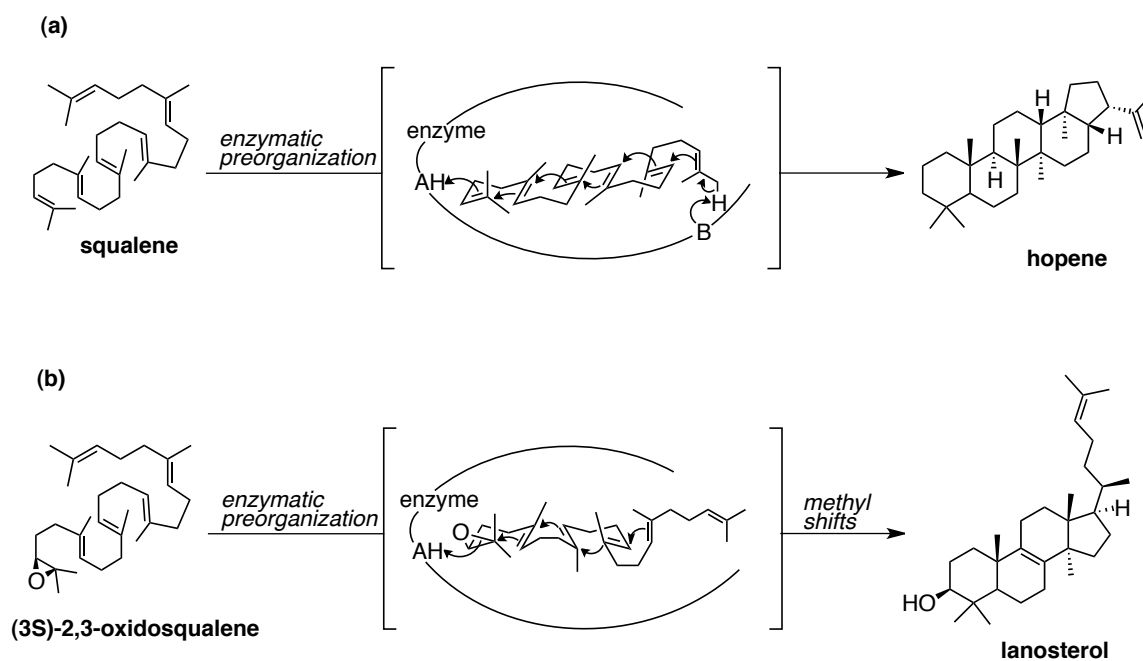 (a)
squalene
enzymatic
preorganization
enzyme
AH
H
B
H
H
H
hopene
(b)
O
(3S)-2,3-oxidosqualene
enzymatic
preorganization
enzyme
AH
O
methyl
shifts
H
HO
lanosterol